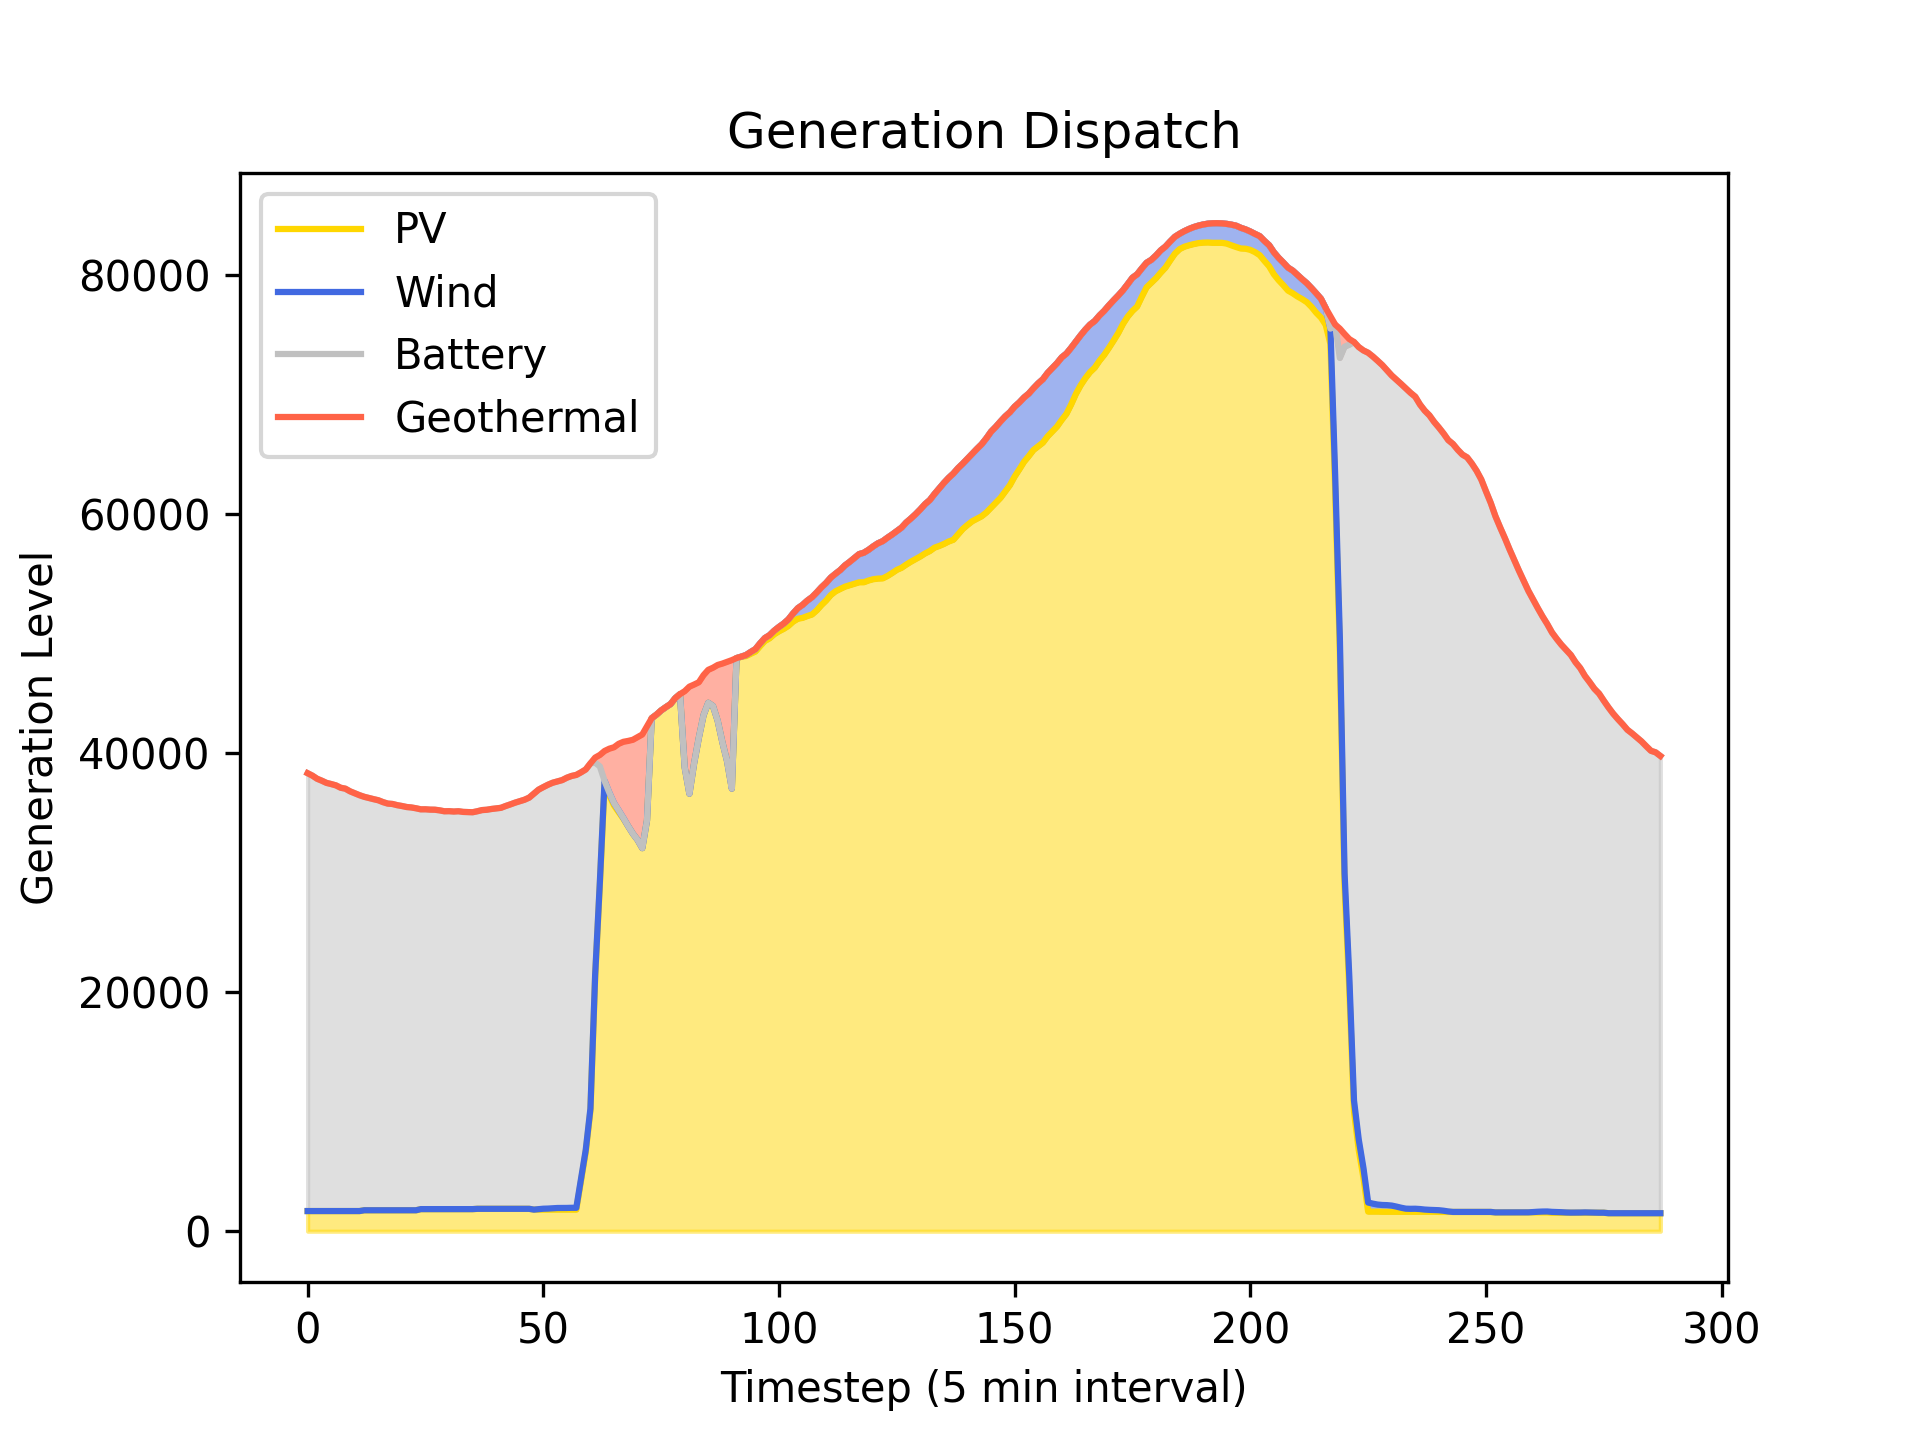 Generation Dispatch
PV
Wind
Battery
Geothermal
Generation Level
80000
60000
40000
20000
0
0 50 100 150 200 250 300
Timestep (5 min interval)